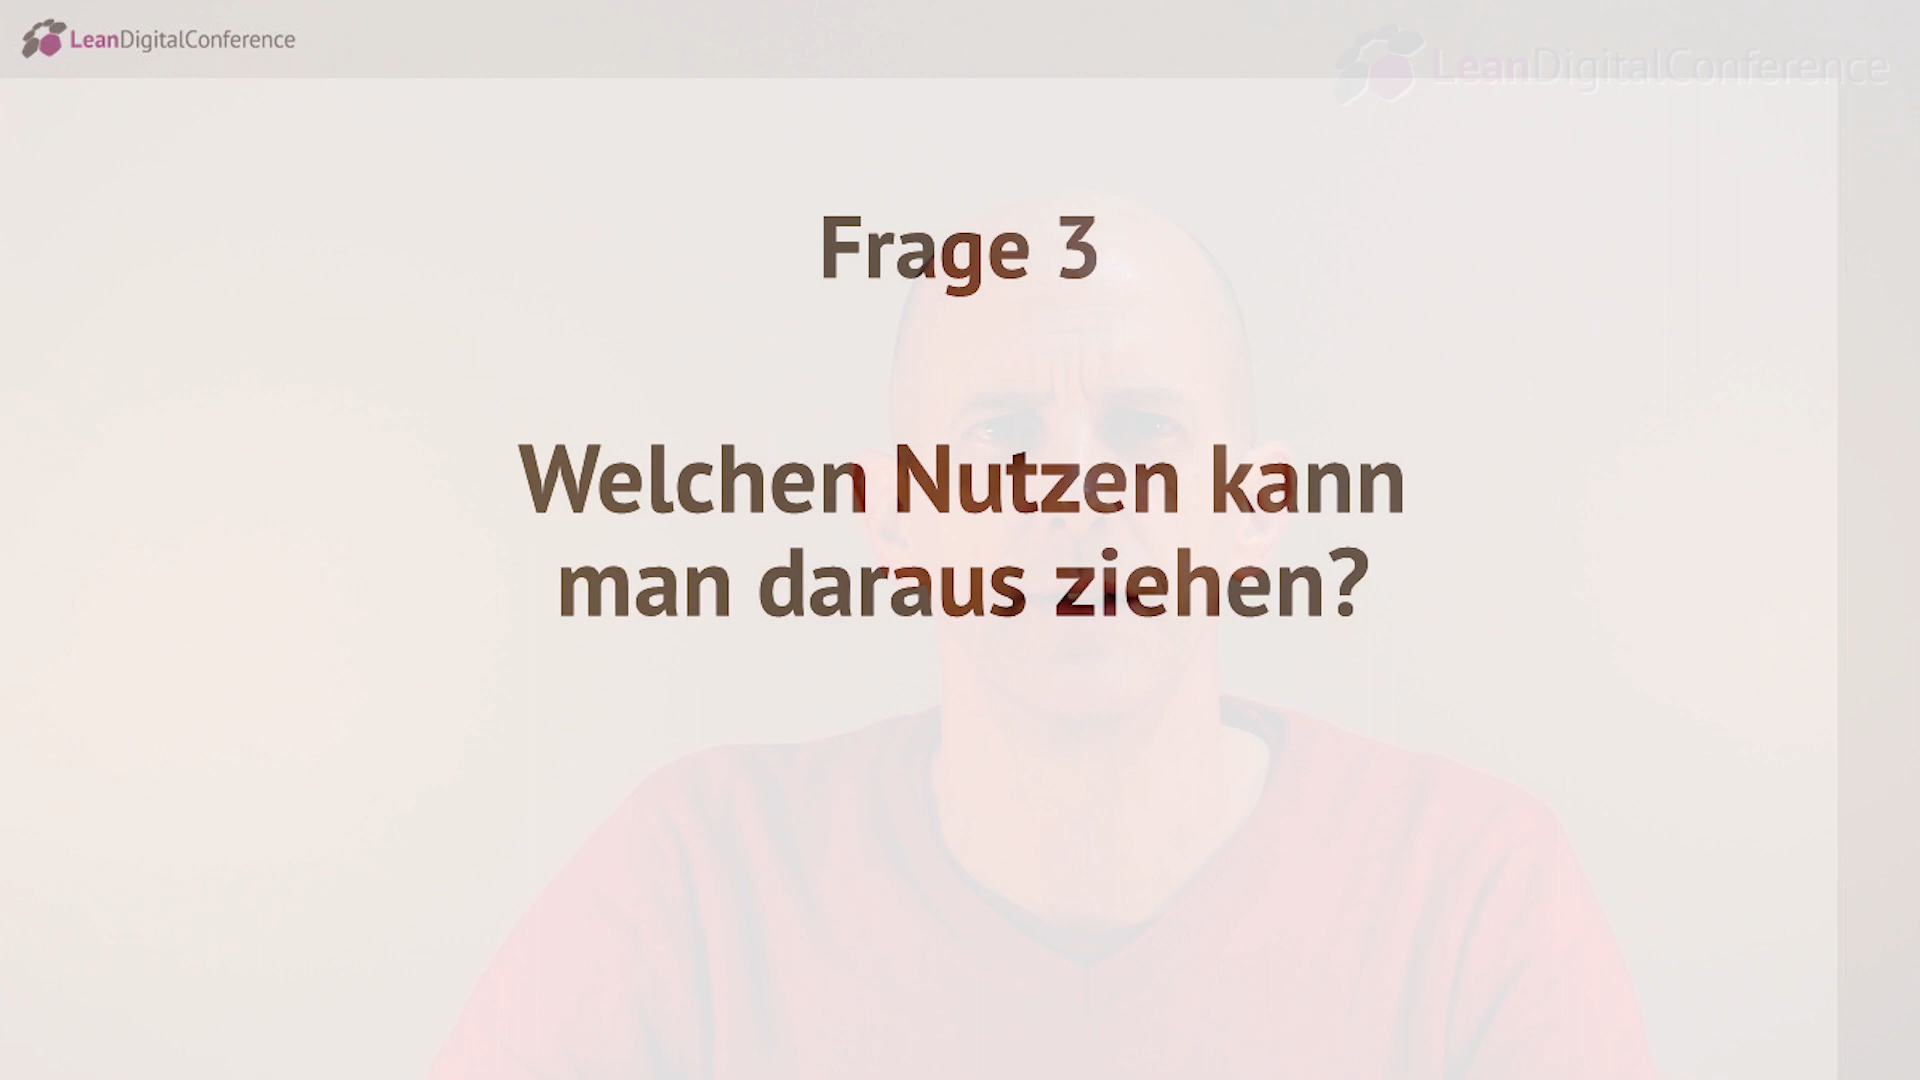 LeanDigitalConference
LeanDigitalConference
Frage 3
Welchen Nutzen kann
man daraus ziehen?